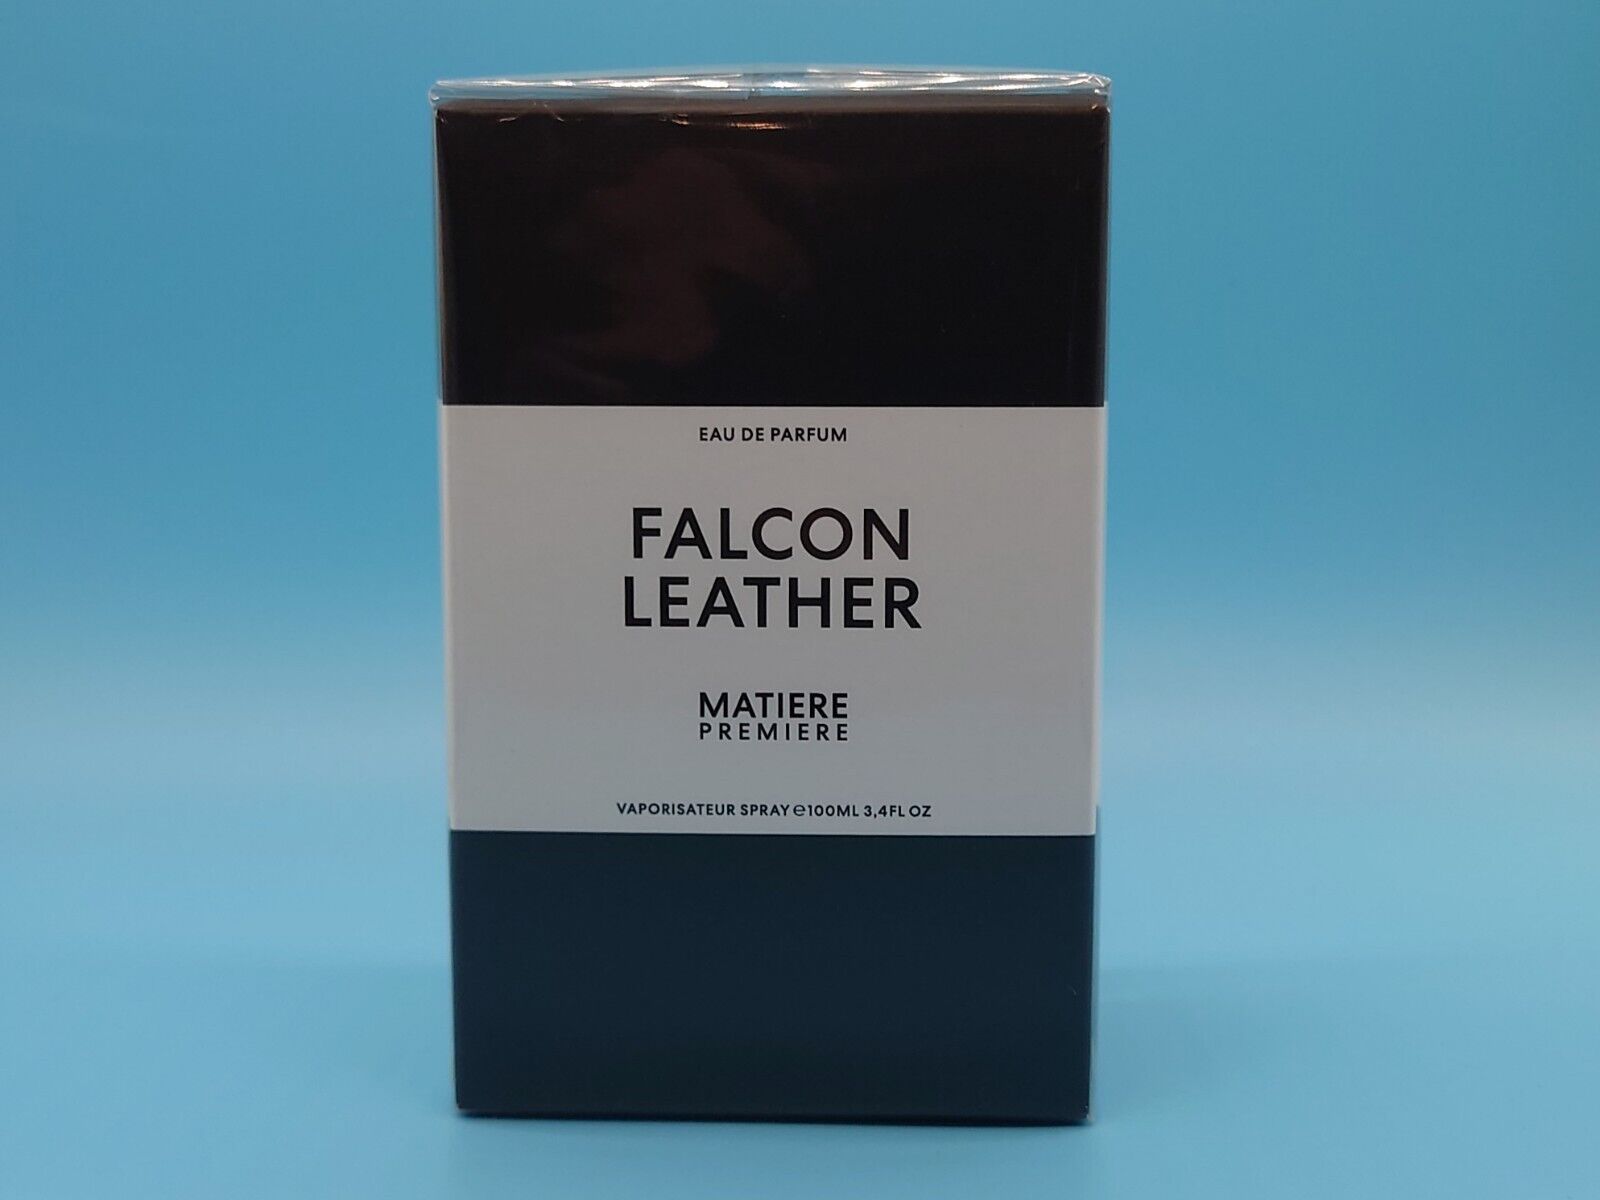 EAU DE PARFUM
FALCON
LEATHER
MATIERE
PREMIERE
VAPORISATEUR SPRAY ℮100ML 3,4FL OZ